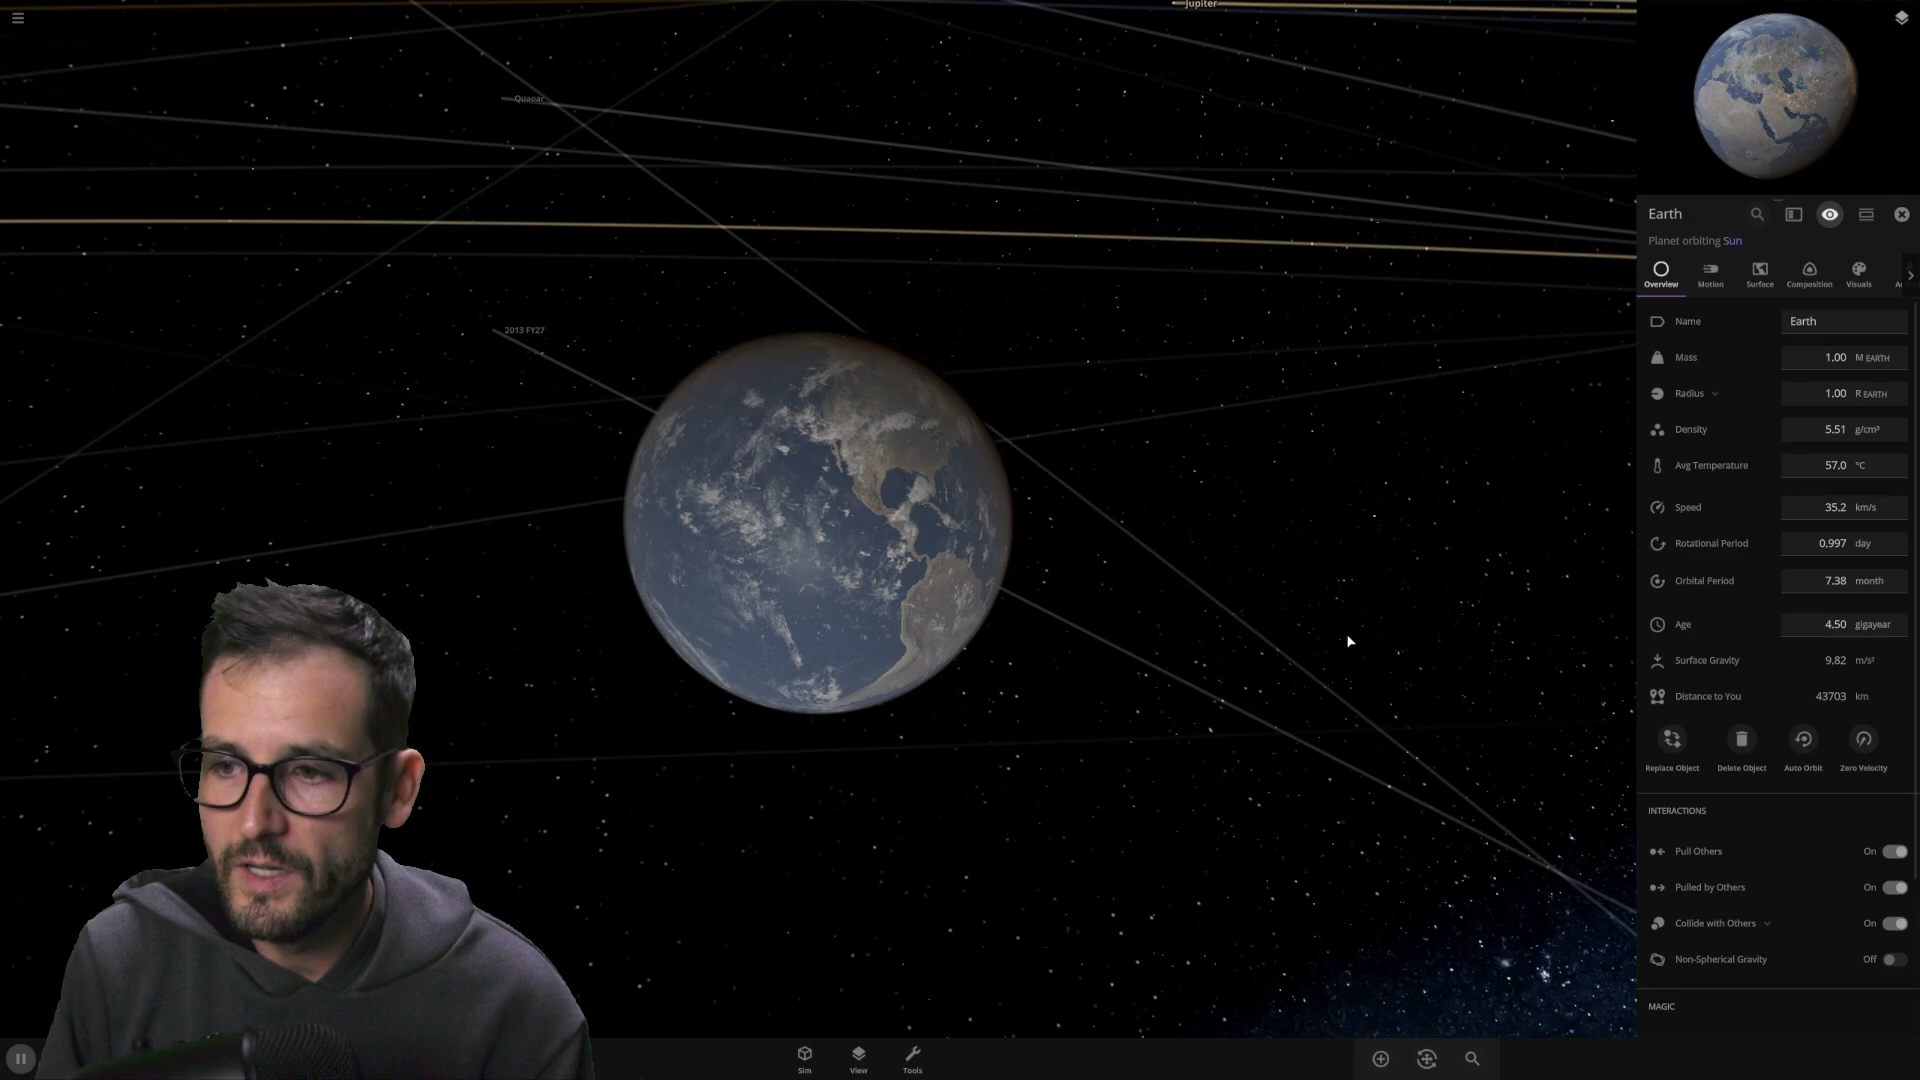 Jupiter
Quaoar
2013 FY27
Earth
Planet orbiting Sun
Overview
Motion
Surface
Composition
Visuals
Name
Earth
Mass
1.00 M EARTH
Radius
1.00 R EARTH
Density
5.51 g/cm³
Avg Temperature
57.0 °C
Speed
35.2 km/s
Rotational Period
0.997 day
Orbital Period
7.38 month
Age
4.50 gigayear
Surface Gravity
9.82 m/s²
Distance to You
43703 km
Replace Object
Delete Object
Auto Orbit
Zero Velocity
INTERACTIONS
Pull Others
On
Pulled by Others
On
Collide with Others
On
Non-Spherical Gravity
Off
MAGIC
Sim
View
Tools